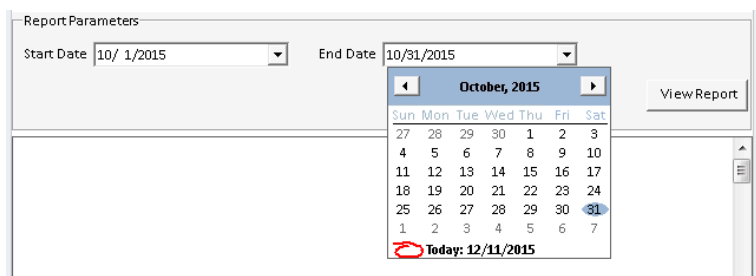 Report Parameters
Start Date 10/ 1/2015 End Date 10/31/2015
October, 2015
View Report
Sun Mon Tue Wed Thu Fri Sat
27 28 29 30 1 2 3
4 5 6 7 8 9 10
11 12 13 14 15 16 17
18 19 20 21 22 23 24
25 26 27 28 29 30 31
1 2 3 4 5 6 7
Today: 12/11/2015